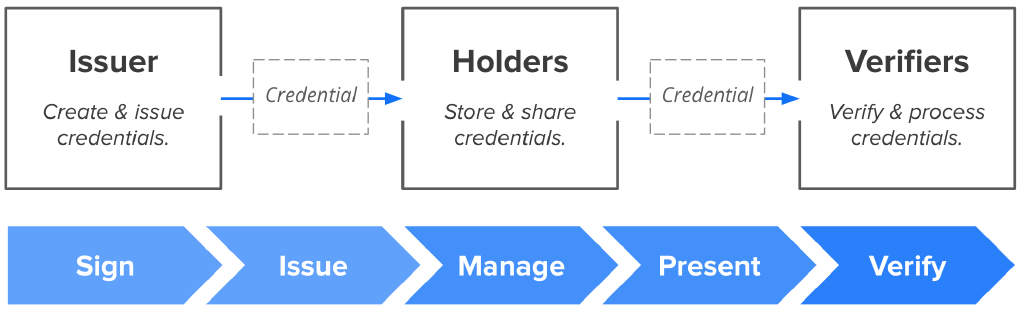 Issuer
Create & issue
credentials.
Credential
Holders
Store & share
credentials.
Credential
Verifiers
Verify & process
credentials.
Sign
Issue
Manage
Present
Verify